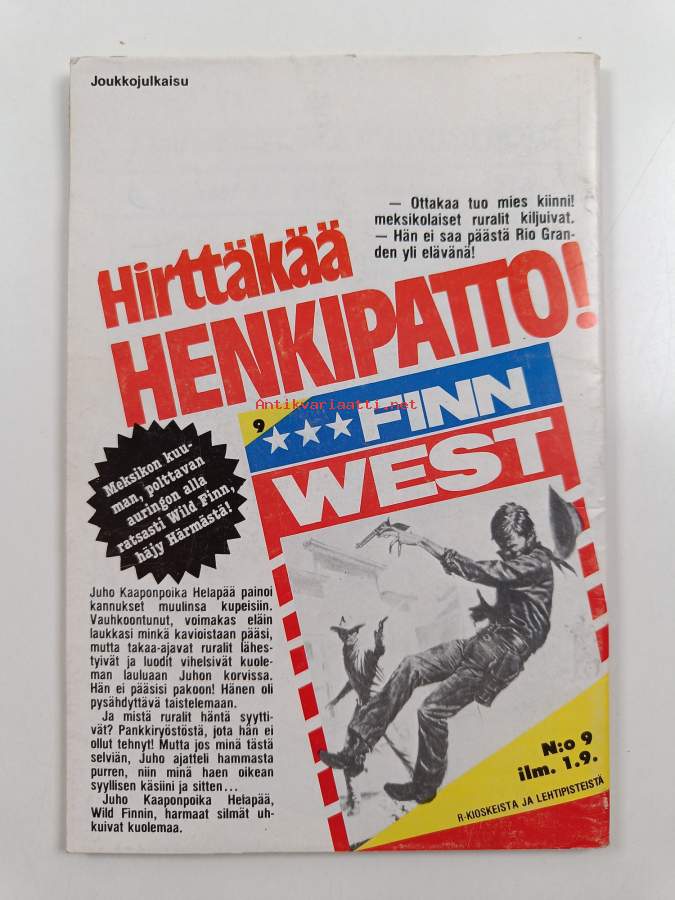 Joukkojulkaisu
— Ottakaa tuo mies kiinni!
meksikolaiset ruralit kiljuivat.
— Hän ei saa päästä Rio Gran-
den yli elävänä!
Hirttäkää
HENKIPATTO!
Antikvariaatti.net
9
FINN
WEST
Meksikon kuu-
man, polttavan
auringon alla
ratsasti Wild Finn,
häjy Härmästä!
Juho Kaaponpoika Helapää painoi
kannukset muulinsa kupeisiin.
Vauhkoontunut, voimakas eläin
laukkasi minkä kavioistaan pääsi,
mutta takaa-ajavat ruralit lähes-
tyivät ja luodit vihelsivät kuole-
man lauluaan Juhon korvissa.
Hän ei pääsisi pakoon! Hänen oli
pysähdyttävä taistelemaan.
Ja mistä ruralit häntä syytti-
vät? Pankkiryöstöstä, jota hän ei
ollut tehnyt! Mutta jos minä tästä
selviän, Juho ajatteli hammasta
purren, niin minä haen oikean
syyllisen käsiini ja sitten...
Juho Kaaponpoika Helapää,
Wild Finnin, harmaat silmät uh-
kuivat kuolemaa.
N:o 9
ilm. 1.9.
R-KIOSKEISTA JA LEHTIPISTEISTÄ